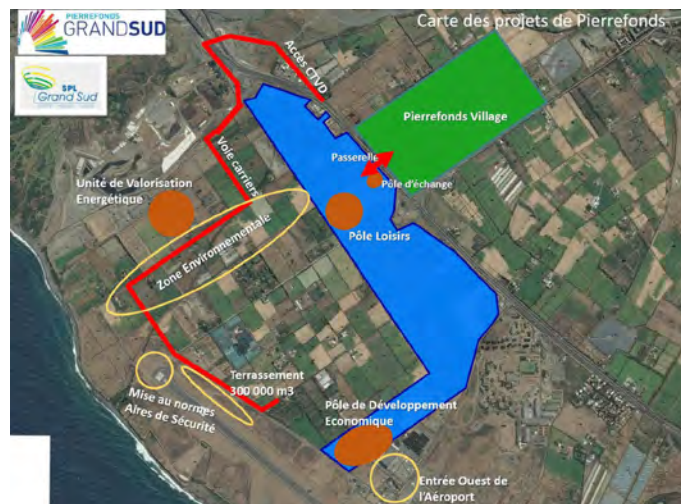 PIERREFONDS
GRANDSUD
SPL
Grand Sud
Carte des projets de Pierrefonds
Accès CTVD
Pierrefonds Village
Voie carriers
Passerelle
Pôle d'échange
Unité de Valorisation
Energétique
Pôle Loisirs
Zone Environnementale
Terrassement
300 000 m3
Mise au normes
Aires de Sécurité
Pôle de Développement
Economique
Entrée Ouest de
l'Aéroport